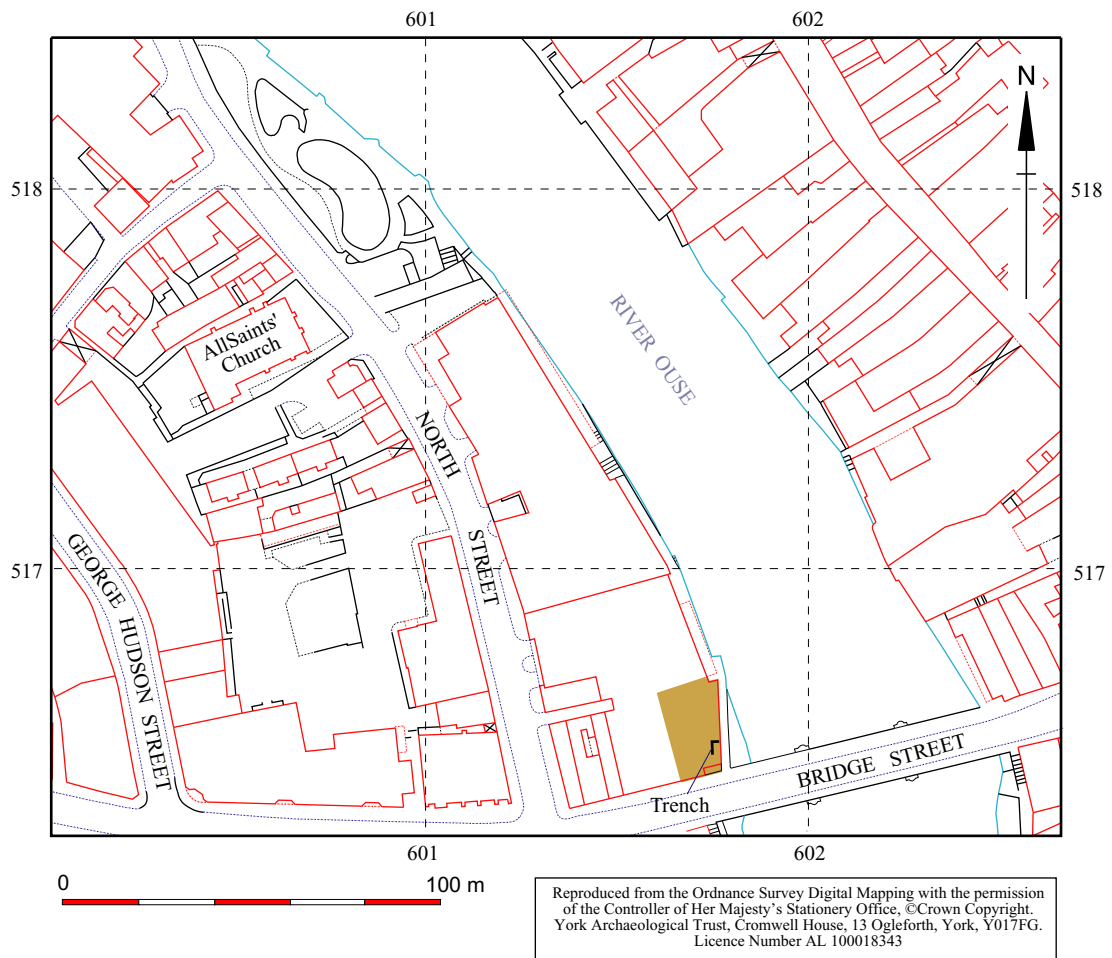 601
602
N
518
518
RIVER OUSE
AllSaints'
Church
NORTH
STREET
517
517
GEORGE HUDSON STREET
BRIDGE STREET
Trench
601
602
0
100 m
Reproduced from the Ordnance Survey Digital Mapping with the permission
of the Controller of Her Majesty's Stationery Office, ©Crown Copyright.
York Archaeological Trust, Cromwell House, 13 Ogleforth, York, Y017FG.
Licence Number AL 100018343